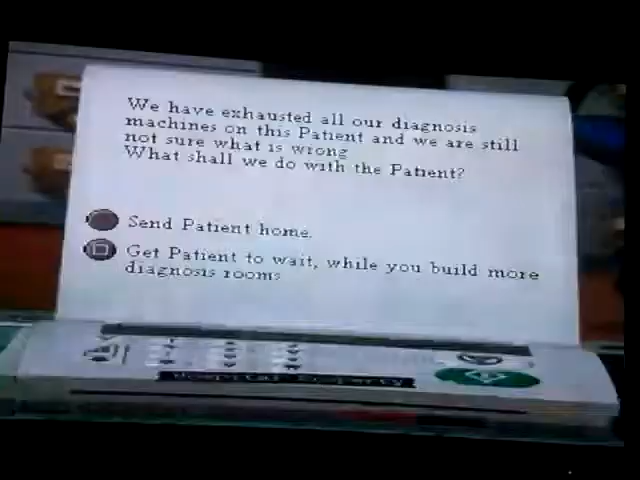 We have exhausted all our diagnosis
machines on this Patient and we are still
not sure what is wrong
What shall we do with the Patient?
Send Patient home.
Get Patient to wait, while you build more
diagnosis rooms